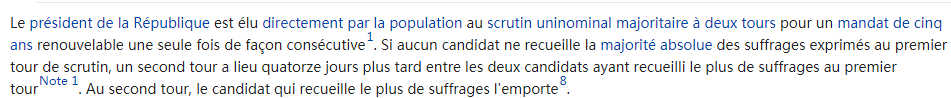 Le président de la République est élu directement par la population au scrutin uninominal majoritaire à deux tours pour un mandat de cinq
ans renouvelable une seule fois de façon consécutive1. Si aucun candidat ne recueille la majorité absolue des suffrages exprimés au premier
tour de scrutin, un second tour a lieu quatorze jours plus tard entre les deux candidats ayant recueilli le plus de suffrages au premier
tourNote 1. Au second tour, le candidat qui recueille le plus de suffrages l'emporte8.